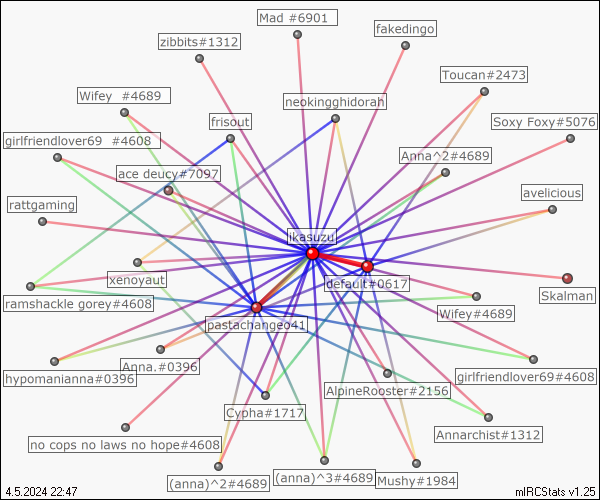 Mad #6901
fakedingo
zibbits#1312
Toucan#2473
Wifey  #4689
neokingghidorah
frisout
Soxy Foxy#5076
girlfriendlover69  #4608
Anna^2#4689
ace deucy#7097
avelicious
rattgaming
ikasuzu
xenoyaut
default#0617
Skalman
ramshackle gorey#4608
Wifey#4689
pastachangeo41
Anna.#0396
hypomanianna#0396
girlfriendlover69#4608
AlpineRooster#2156
Cypha#1717
Annarchist#1312
no cops no laws no hope#4608
(anna)^2#4689
(anna)^3#4689
Mushy#1984
4.5.2024 22:47
mIRCStats v1.25